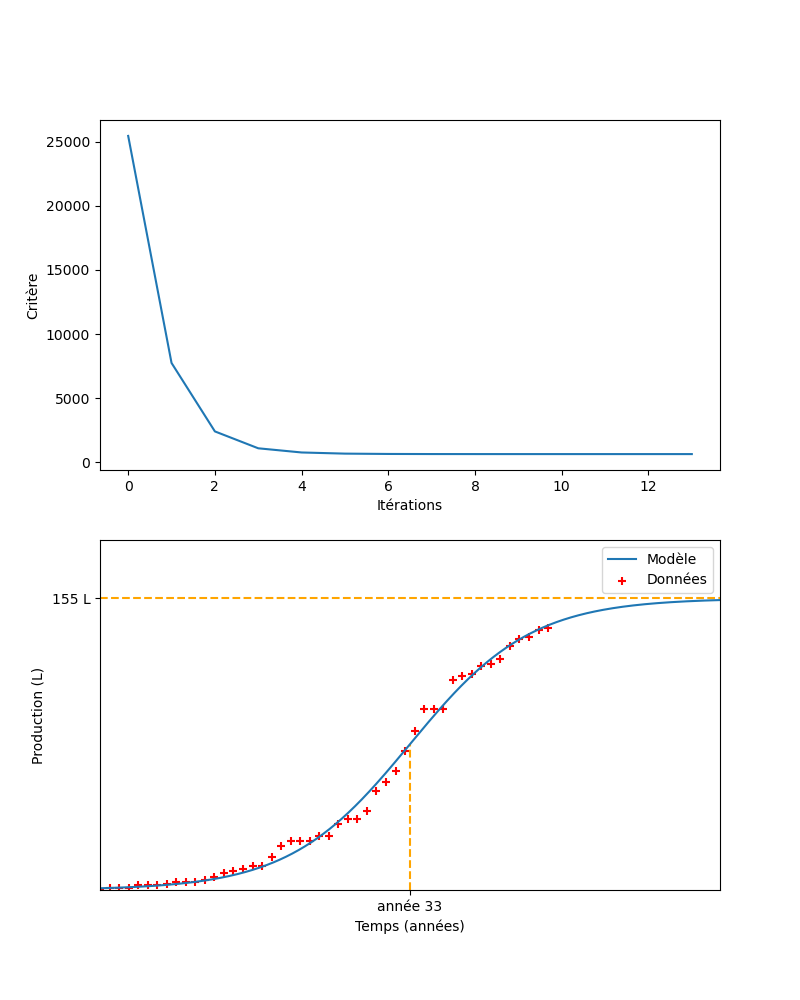 25000
20000
15000
10000
5000
0
Critère
0 2 4 6 8 10 12
Itérations
Modèle
Données
155 L
Production (L)
année 33
Temps (années)